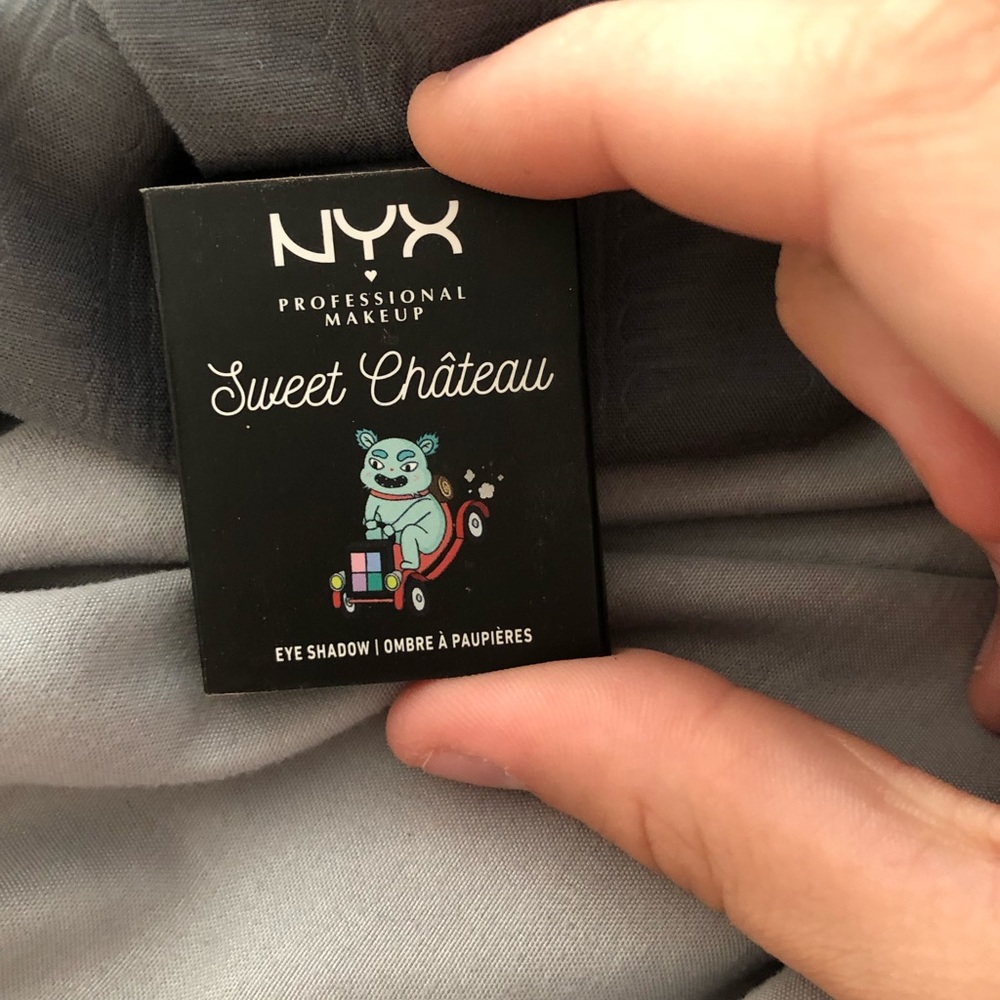 NYX
PROFESSIONAL
MAKEUP
Sweet Château
EYE SHADOW | OMBRE À PAUPIÈRES